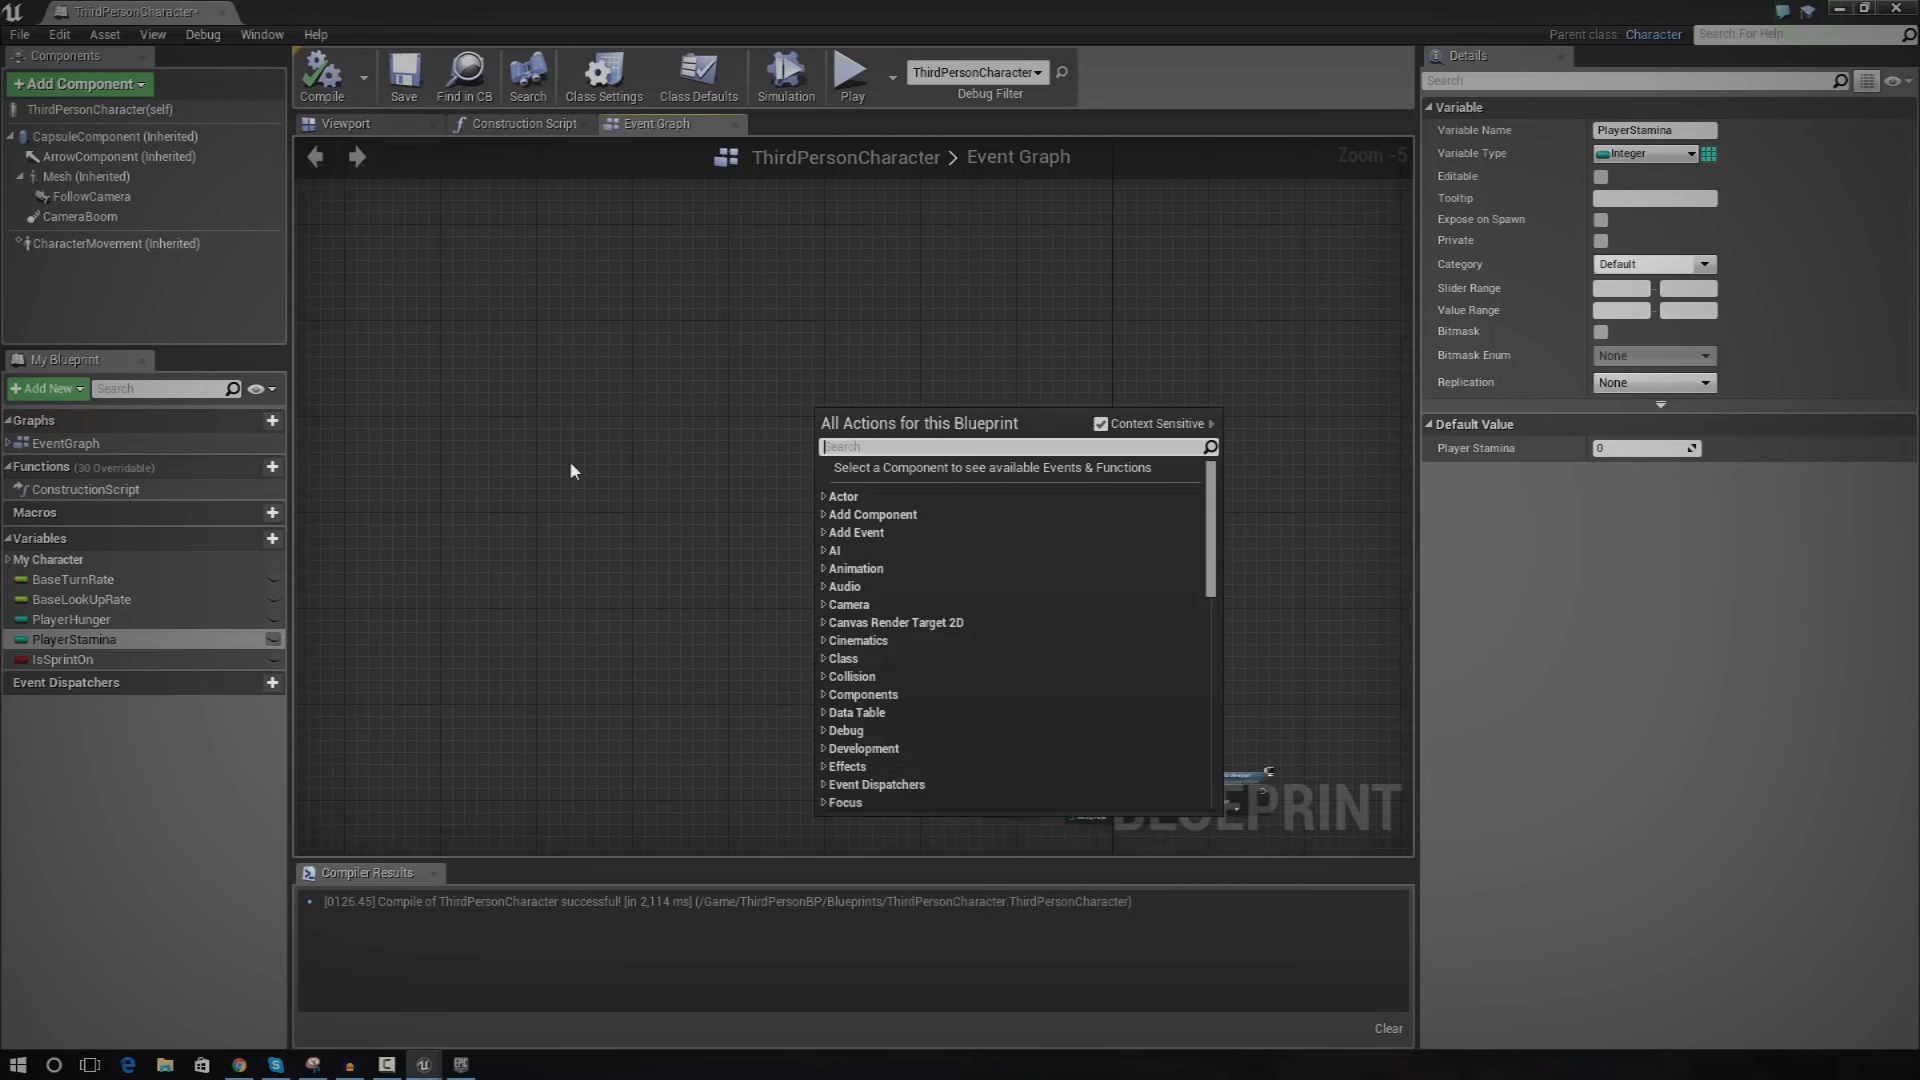 ThirdPersonCharacter*
File Edit Asset View Debug Window Help
Parent class: Character
Search For Help
Components
Add Component
ThirdPersonCharacter(self)
CapsuleComponent (Inherited)
ArrowComponent (Inherited)
Mesh (Inherited)
FollowCamera
CameraBoom
CharacterMovement (Inherited)
My Blueprint
Add New
Search
Graphs
EventGraph
Functions (30 Overridable)
ConstructionScript
Macros
Variables
My Character
BaseTurnRate
BaseLookUpRate
PlayerHunger
PlayerStamina
IsSprintOn
Event Dispatchers
Compile
Save
Find in CB
Search
Class Settings
Class Defaults
Simulation
Play
ThirdPersonCharacter
Debug Filter
Viewport
Construction Script
Event Graph
ThirdPersonCharacter > Event Graph
Zoom -5
All Actions for this Blueprint
Context Sensitive
Search
Select a Component to see available Events & Functions
Actor
Add Component
Add Event
AI
Animation
Audio
Camera
Canvas Render Target 2D
Cinematics
Class
Collision
Components
Data Table
Debug
Development
Effects
Event Dispatchers
Focus
BLUEPRINT
Compiler Results
[0126.45] Compile of ThirdPersonCharacter successful! [in 2,114 ms] (/Game/ThirdPersonBP/Blueprints/ThirdPersonCharacter.ThirdPersonCharacter)
Clear
Details
Search
Variable
Variable Name PlayerStamina
Variable Type Integer
Editable
Tooltip
Expose on Spawn
Private
Category Default
Slider Range
Value Range
Bitmask
Bitmask Enum None
Replication None
Default Value
Player Stamina 0